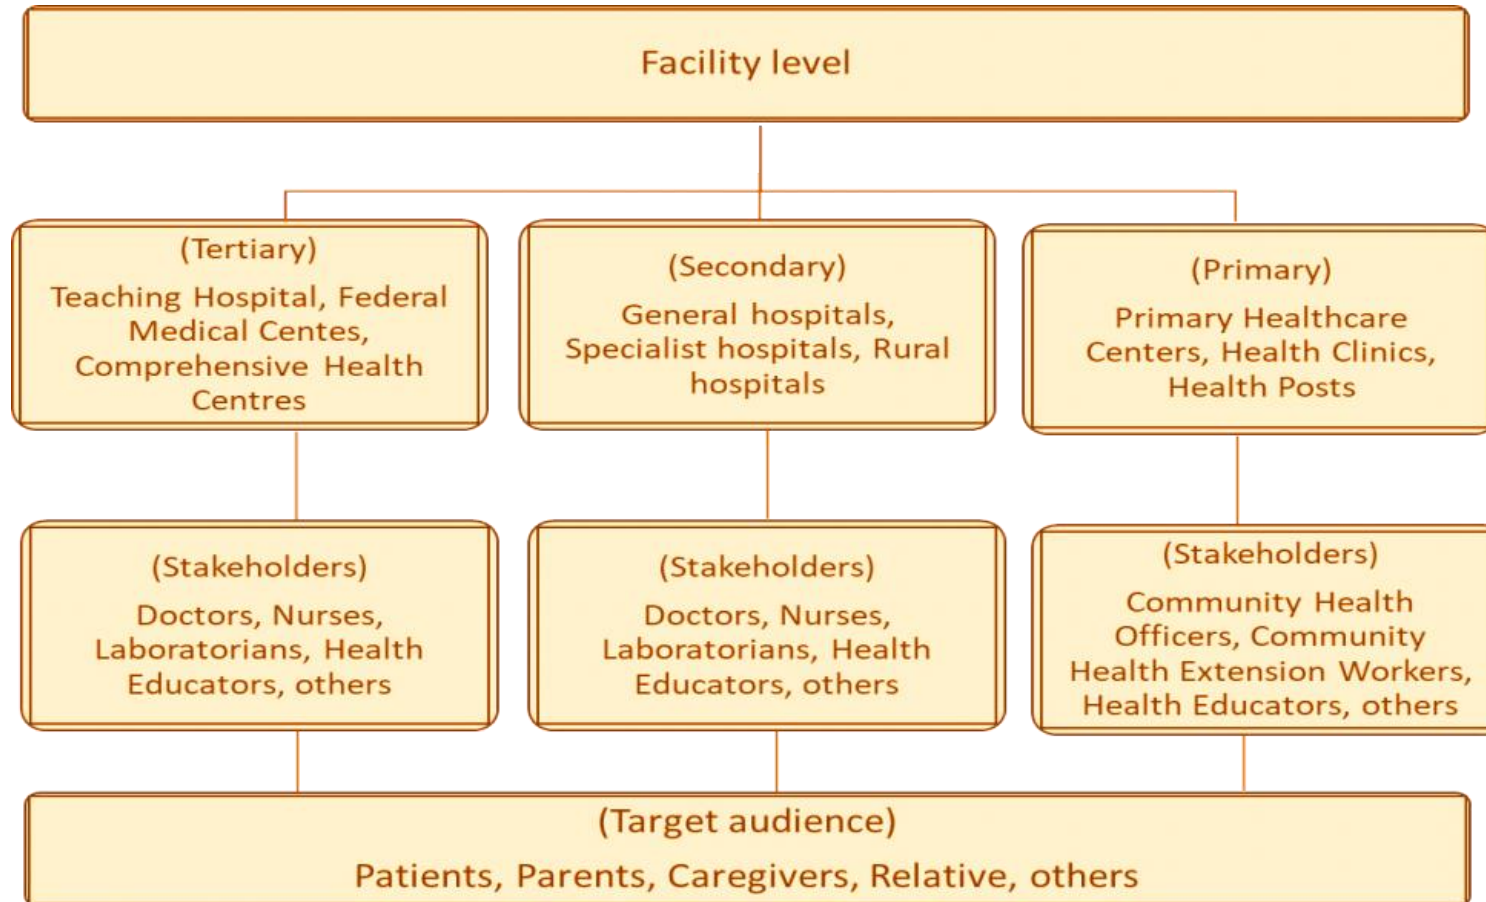 Facility level
(Tertiary)
Teaching Hospital, Federal
Medical Centes,
Comprehensive Health
Centres
(Secondary)
General hospitals,
Specialist hospitals, Rural
hospitals
(Primary)
Primary Healthcare
Centers, Health Clinics,
Health Posts
(Stakeholders)
Doctors, Nurses,
Laboratorians, Health
Educators, others
(Stakeholders)
Doctors, Nurses,
Laboratorians, Health
Educators, others
(Stakeholders)
Community Health
Officers, Community
Health Extension Workers,
Health Educators, others
(Target audience)
Patients, Parents, Caregivers, Relative, others